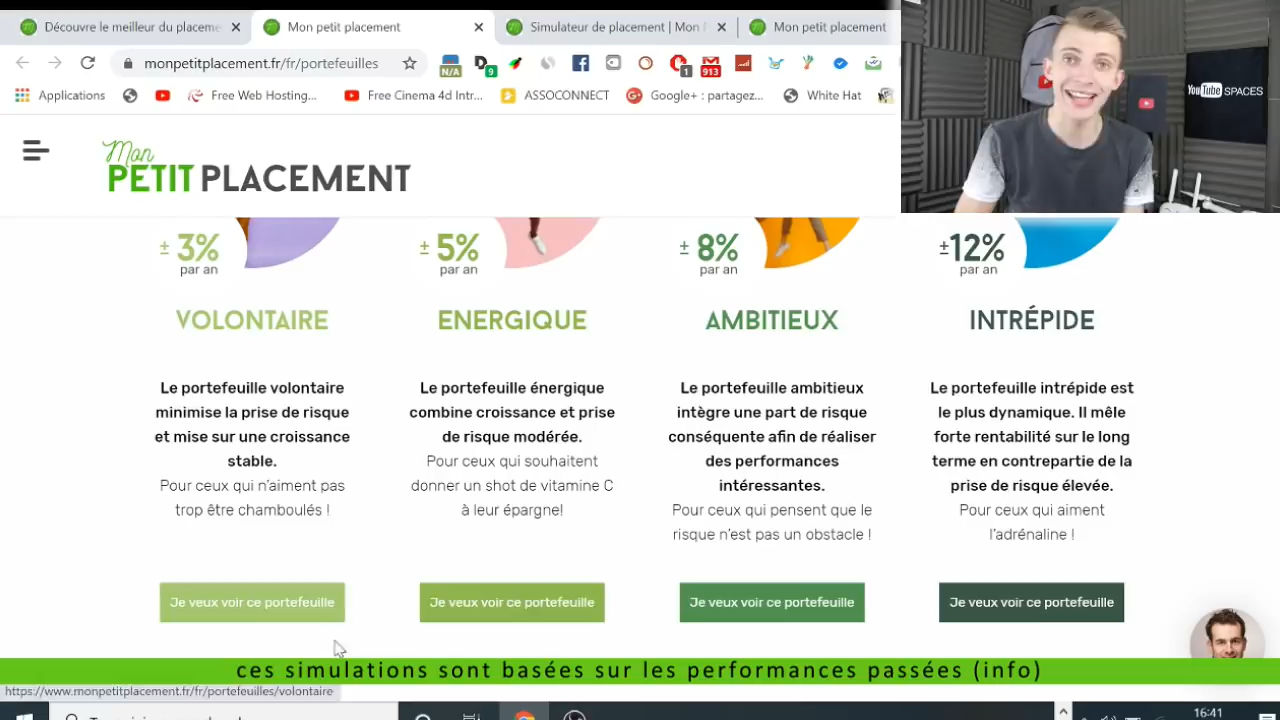 Découvre le meilleur du placeme
Mon petit placement
Simulateur de placement | Mon
Mon petit placement
monpetitplacement.fr/fr/portefeuilles
N/A
9
1
913
Applications
Free Web Hosting...
Free Cinema 4d Intr...
ASSOCONNECT
Google+ : partagez...
White Hat
YouTube SPACES
Mon
PETIT PLACEMENT
± 3%
par an
± 5%
par an
± 8%
par an
±12%
par an
VOLONTAIRE
ENERGIQUE
AMBITIEUX
INTRÉPIDE
Le portefeuille volontaire
minimise la prise de risque
et mise sur une croissance
stable.
Pour ceux qui n'aiment pas
trop être chamboulés !
Le portefeuille énergique
combine croissance et prise
de risque modérée.
Pour ceux qui souhaitent
donner un shot de vitamine C
à leur épargne!
Le portefeuille ambitieux
intègre une part de risque
conséquente afin de réaliser
des performances
intéressantes.
Pour ceux qui pensent que le
risque n'est pas un obstacle !
Le portefeuille intrépide est
le plus dynamique. Il mêle
forte rentabilité sur le long
terme en contrepartie de la
prise de risque élevée.
Pour ceux qui aiment
l'adrénaline !
Je veux voir ce portefeuille
Je veux voir ce portefeuille
Je veux voir ce portefeuille
Je veux voir ce portefeuille
ces simulations sont basées sur les performances passées (info)
https://www.monpetitplacement.fr/fr/portefeuilles/volontaire
16:41